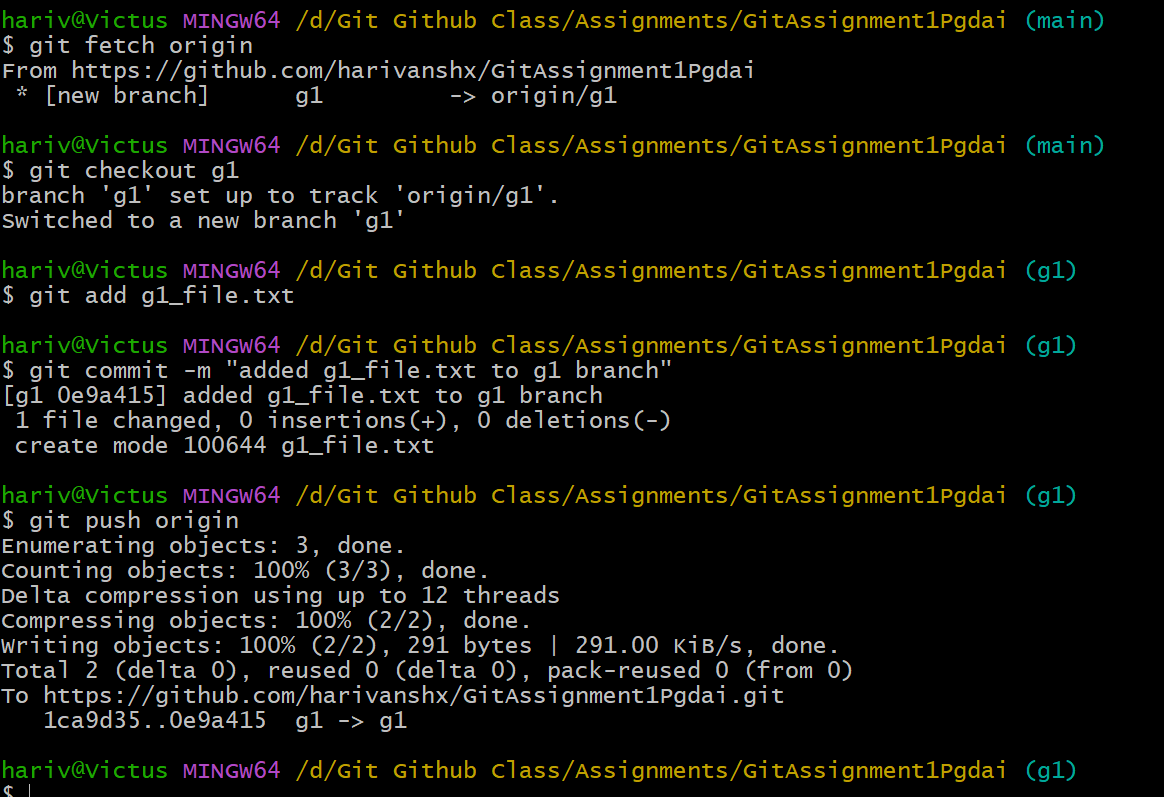 hariv@Victus MINGW64 /d/Git Github Class/Assignments/GitAssignment1Pgdai (main)
$ git fetch origin
From https://github.com/harivanshx/GitAssignment1Pgdai
 * [new branch]      g1         -> origin/g1
hariv@Victus MINGW64 /d/Git Github Class/Assignments/GitAssignment1Pgdai (main)
$ git checkout g1
branch 'g1' set up to track 'origin/g1'.
Switched to a new branch 'g1'
hariv@Victus MINGW64 /d/Git Github Class/Assignments/GitAssignment1Pgdai (g1)
$ git add g1_file.txt
hariv@Victus MINGW64 /d/Git Github Class/Assignments/GitAssignment1Pgdai (g1)
$ git commit -m "added g1_file.txt to g1 branch"
[g1 0e9a415] added g1_file.txt to g1 branch
 1 file changed, 0 insertions(+), 0 deletions(-)
 create mode 100644 g1_file.txt
hariv@Victus MINGW64 /d/Git Github Class/Assignments/GitAssignment1Pgdai (g1)
$ git push origin
Enumerating objects: 3, done.
Counting objects: 100% (3/3), done.
Delta compression using up to 12 threads
Compressing objects: 100% (2/2), done.
Writing objects: 100% (2/2), 291 bytes | 291.00 KiB/s, done.
Total 2 (delta 0), reused 0 (delta 0), pack-reused 0 (from 0)
To https://github.com/harivanshx/GitAssignment1Pgdai.git
   1ca9d35..0e9a415  g1 -> g1
hariv@Victus MINGW64 /d/Git Github Class/Assignments/GitAssignment1Pgdai (g1)
$